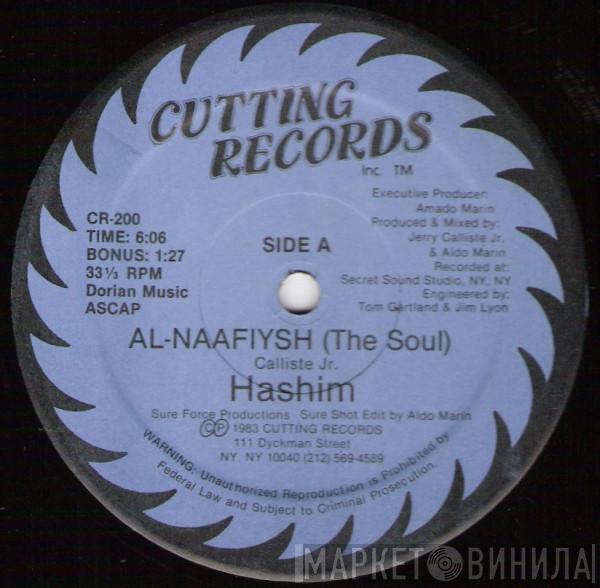 CUTTING
RECORDS
Inc. TM
Executive Producer:
Amado Marin
Produced & Mixed by:
Jerry Calliste Jr.
& Aldo Marin
Recorded at:
Secret Sound Studio, NY, NY
Engineered by:
Tom Gartland & Jim Lyon
CR-200
TIME: 6:06
BONUS: 1:27
33⅓ RPM
Dorian Music
ASCAP
SIDE A
AL-NAAFIYSH (The Soul)
Calliste Jr.
Hashim
Sure Force Productions Sure Shot Edit by Aldo Marin
ⒸⓅ 1983 CUTTING RECORDS
111 Dyckman Street
NY. NY 10040 (212) 569-4589
WARNING: Unauthorized Reproduction is Prohibited by
Federal Law and Subject to Criminal Prosecution.
МАРКЕТ ВИНИЛА